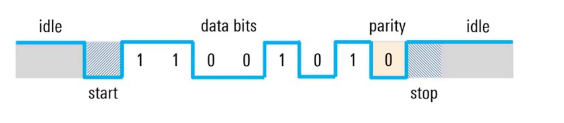 idle data bits parity idle
1 1 0 0 1 0 1 0
start stop